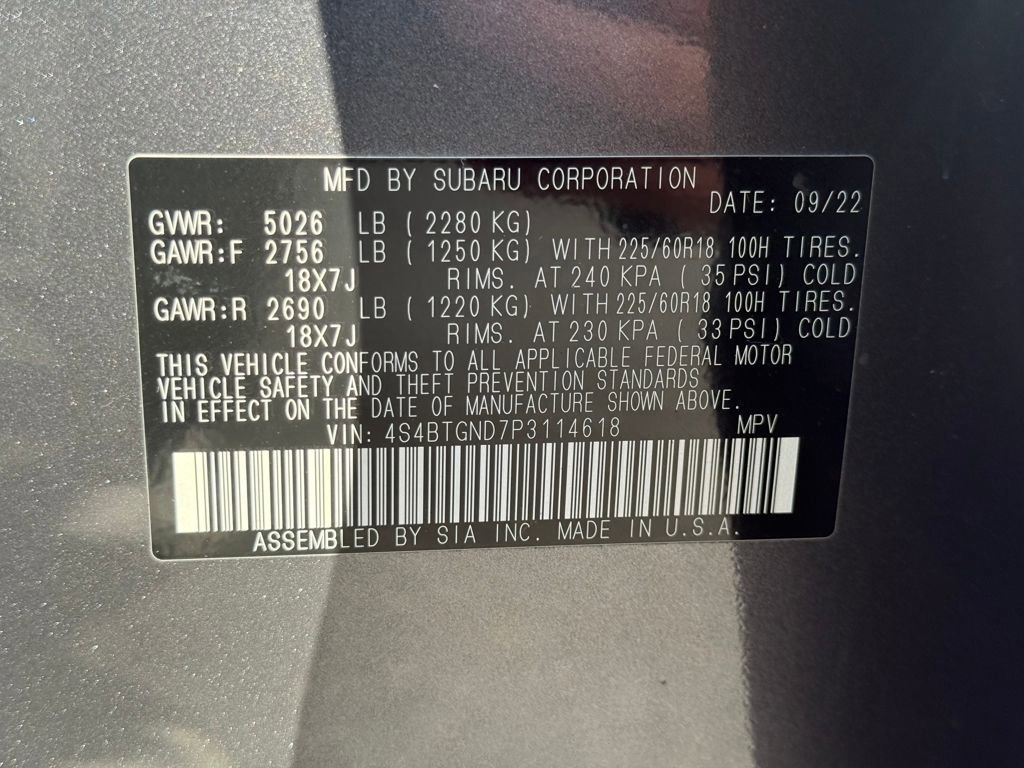 MFD BY SUBARU CORPORATION
DATE: 09/22
GVWR: 5026 LB ( 2280 KG)
GAWR:F 2756 LB ( 1250 KG) WITH 225/60R18 100H TIRES.
18X7J RIMS. AT 240 KPA ( 35 PSI) COLD
GAWR:R 2690 LB ( 1220 KG) WITH 225/60R18 100H TIRES.
18X7J RIMS. AT 230 KPA ( 33 PSI) COLD
THIS VEHICLE CONFORMS TO ALL APPLICABLE FEDERAL MOTOR
VEHICLE SAFETY AND THEFT PREVENTION STANDARDS
IN EFFECT ON THE DATE OF MANUFACTURE SHOWN ABOVE.
VIN: 4S4BTGND7P3114618 MPV
ASSEMBLED BY SIA INC. MADE IN U.S.A.